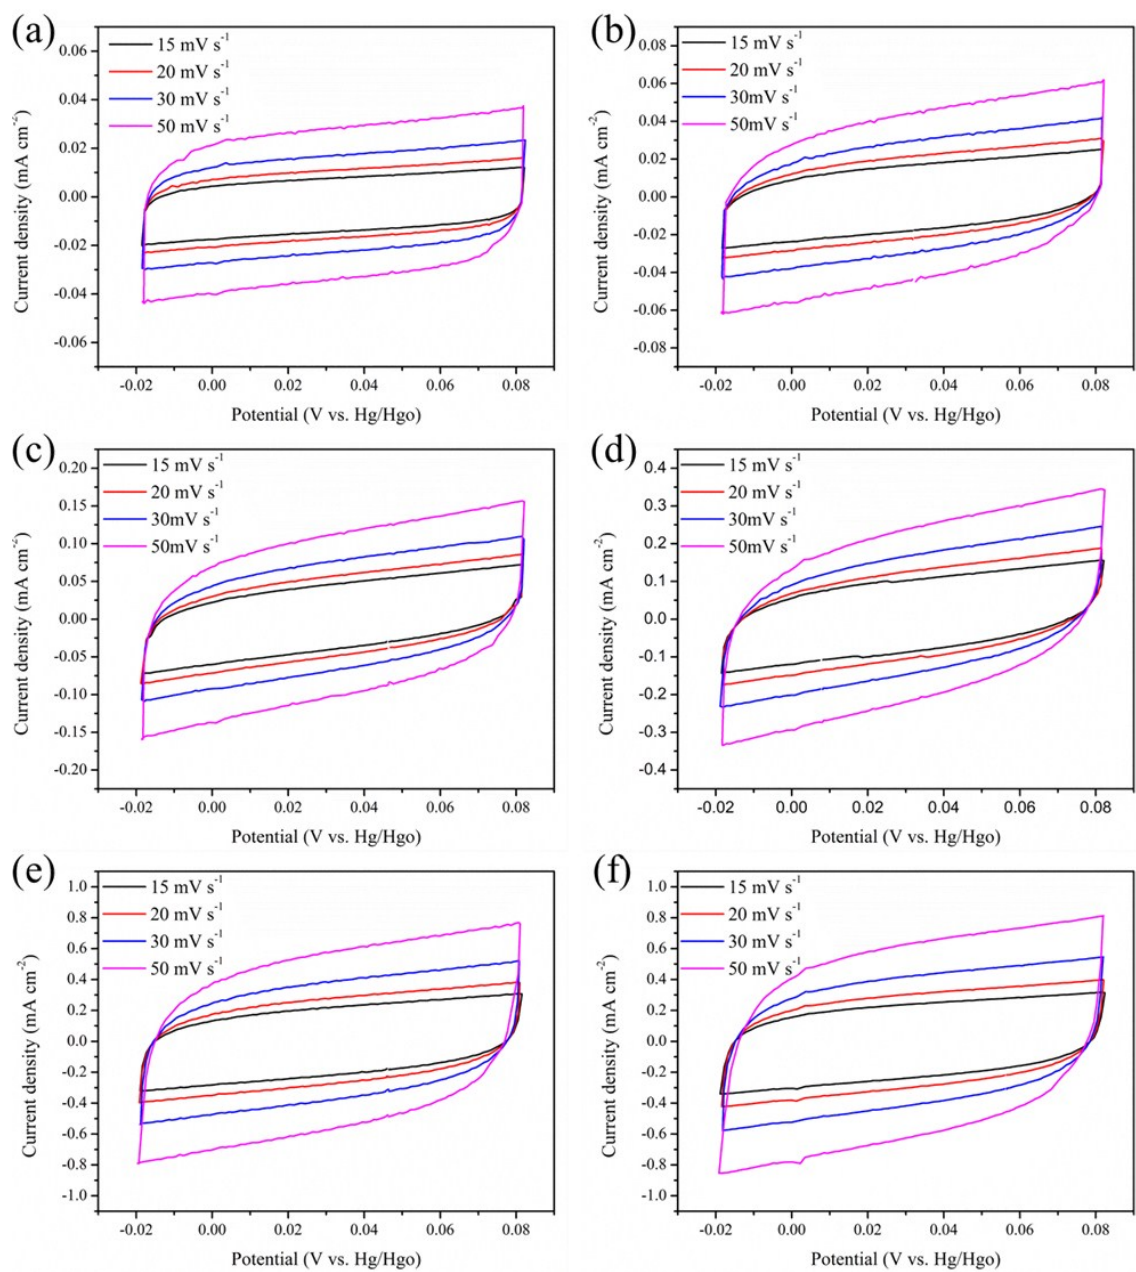 (a)
15 mV s⁻¹
20 mV s⁻¹
30 mV s⁻¹
50 mV s⁻¹
0.06
0.04
0.02
0.00
-0.02
-0.04
-0.06
Current density (mA cm⁻²)
-0.02 0.00 0.02 0.04 0.06 0.08
Potential (V vs. Hg/Hgo)
(b)
15 mV s⁻¹
20 mV s⁻¹
30mV s⁻¹
50mV s⁻¹
0.08
0.06
0.04
0.02
0.00
-0.02
-0.04
-0.06
-0.08
Current density (mA cm⁻²)
-0.02 0.00 0.02 0.04 0.06 0.08
Potential (V vs. Hg/Hgo)
(c)
15 mV s⁻¹
20 mV s⁻¹
30mV s⁻¹
50mV s⁻¹
0.20
0.15
0.10
0.05
0.00
-0.05
-0.10
-0.15
-0.20
Current density (mA cm⁻²)
-0.02 0.00 0.02 0.04 0.06 0.08
Potential (V vs. Hg/Hgo)
(d)
15 mV s⁻¹
20 mV s⁻¹
30mV s⁻¹
50mV s⁻¹
0.4
0.3
0.2
0.1
0.0
-0.1
-0.2
-0.3
-0.4
Current density (mA cm⁻²)
-0.02 0.00 0.02 0.04 0.06 0.08
Potential (V vs. Hg/Hgo)
(e)
15 mV s⁻¹
20 mV s⁻¹
30 mV s⁻¹
50 mV s⁻¹
1.0
0.8
0.6
0.4
0.2
0.0
-0.2
-0.4
-0.6
-0.8
-1.0
Current density (mA cm⁻²)
-0.02 0.00 0.02 0.04 0.06 0.08
Potential (V vs. Hg/Hgo)
(f)
15 mV s⁻¹
20 mV s⁻¹
30 mV s⁻¹
50 mV s⁻¹
1.0
0.8
0.6
0.4
0.2
0.0
-0.2
-0.4
-0.6
-0.8
-1.0
Current density (mA cm⁻²)
-0.02 0.00 0.02 0.04 0.06 0.08
Potential (V vs. Hg/Hgo)